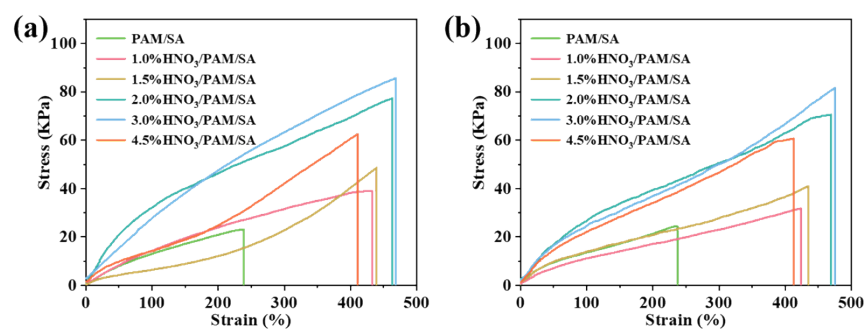 (a)
100
80
60
40
20
0
Stress (KPa)
PAM/SA
1.0%HNO₃/PAM/SA
1.5%HNO₃/PAM/SA
2.0%HNO₃/PAM/SA
3.0%HNO₃/PAM/SA
4.5%HNO₃/PAM/SA
0 100 200 300 400 500
Strain (%)
(b)
100
80
60
40
20
0
Stress (KPa)
PAM/SA
1.0%HNO₃/PAM/SA
1.5%HNO₃/PAM/SA
2.0%HNO₃/PAM/SA
3.0%HNO₃/PAM/SA
4.5%HNO₃/PAM/SA
0 100 200 300 400 500
Strain (%)